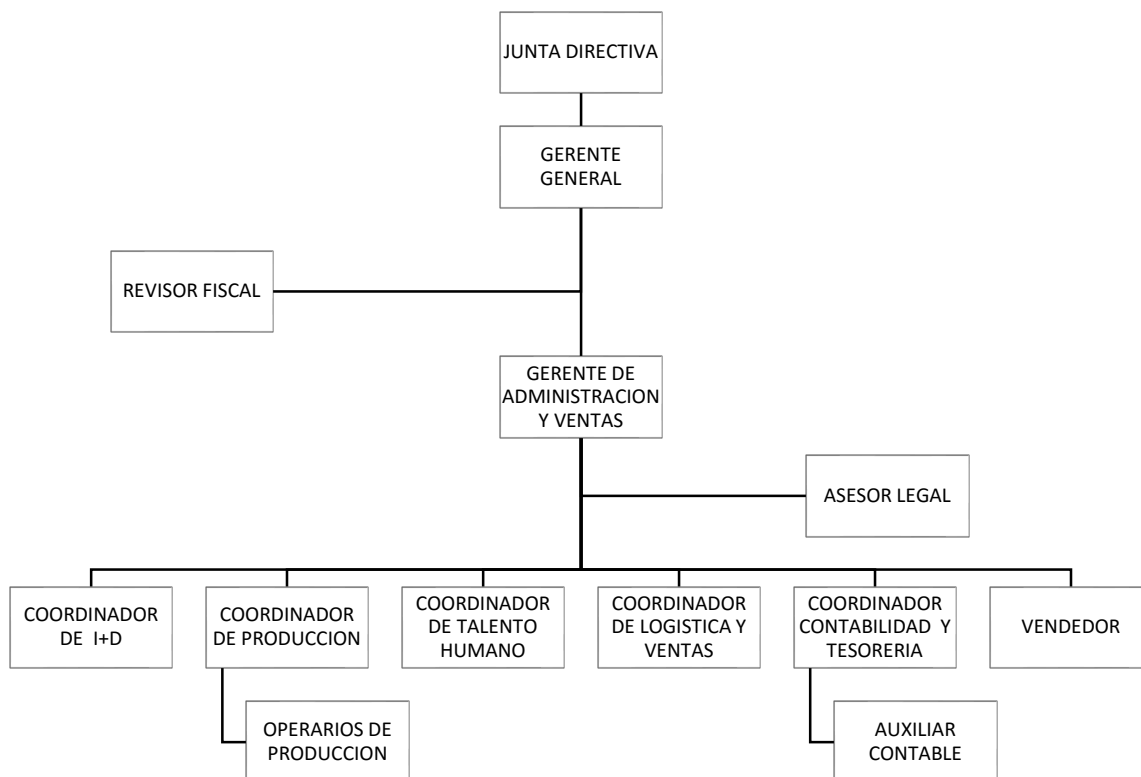 JUNTA DIRECTIVA
GERENTE
GENERAL
REVISOR FISCAL
GERENTE DE
ADMINISTRACION
Y VENTAS
ASESOR LEGAL
COORDINADOR
DE I+D
COORDINADOR
DE PRODUCCION
COORDINADOR
DE TALENTO
HUMANO
COORDINADOR
DE LOGISTICA Y
VENTAS
COORDINADOR
CONTABILIDAD Y
TESORERIA
VENDEDOR
OPERARIOS DE
PRODUCCION
AUXILIAR
CONTABLE